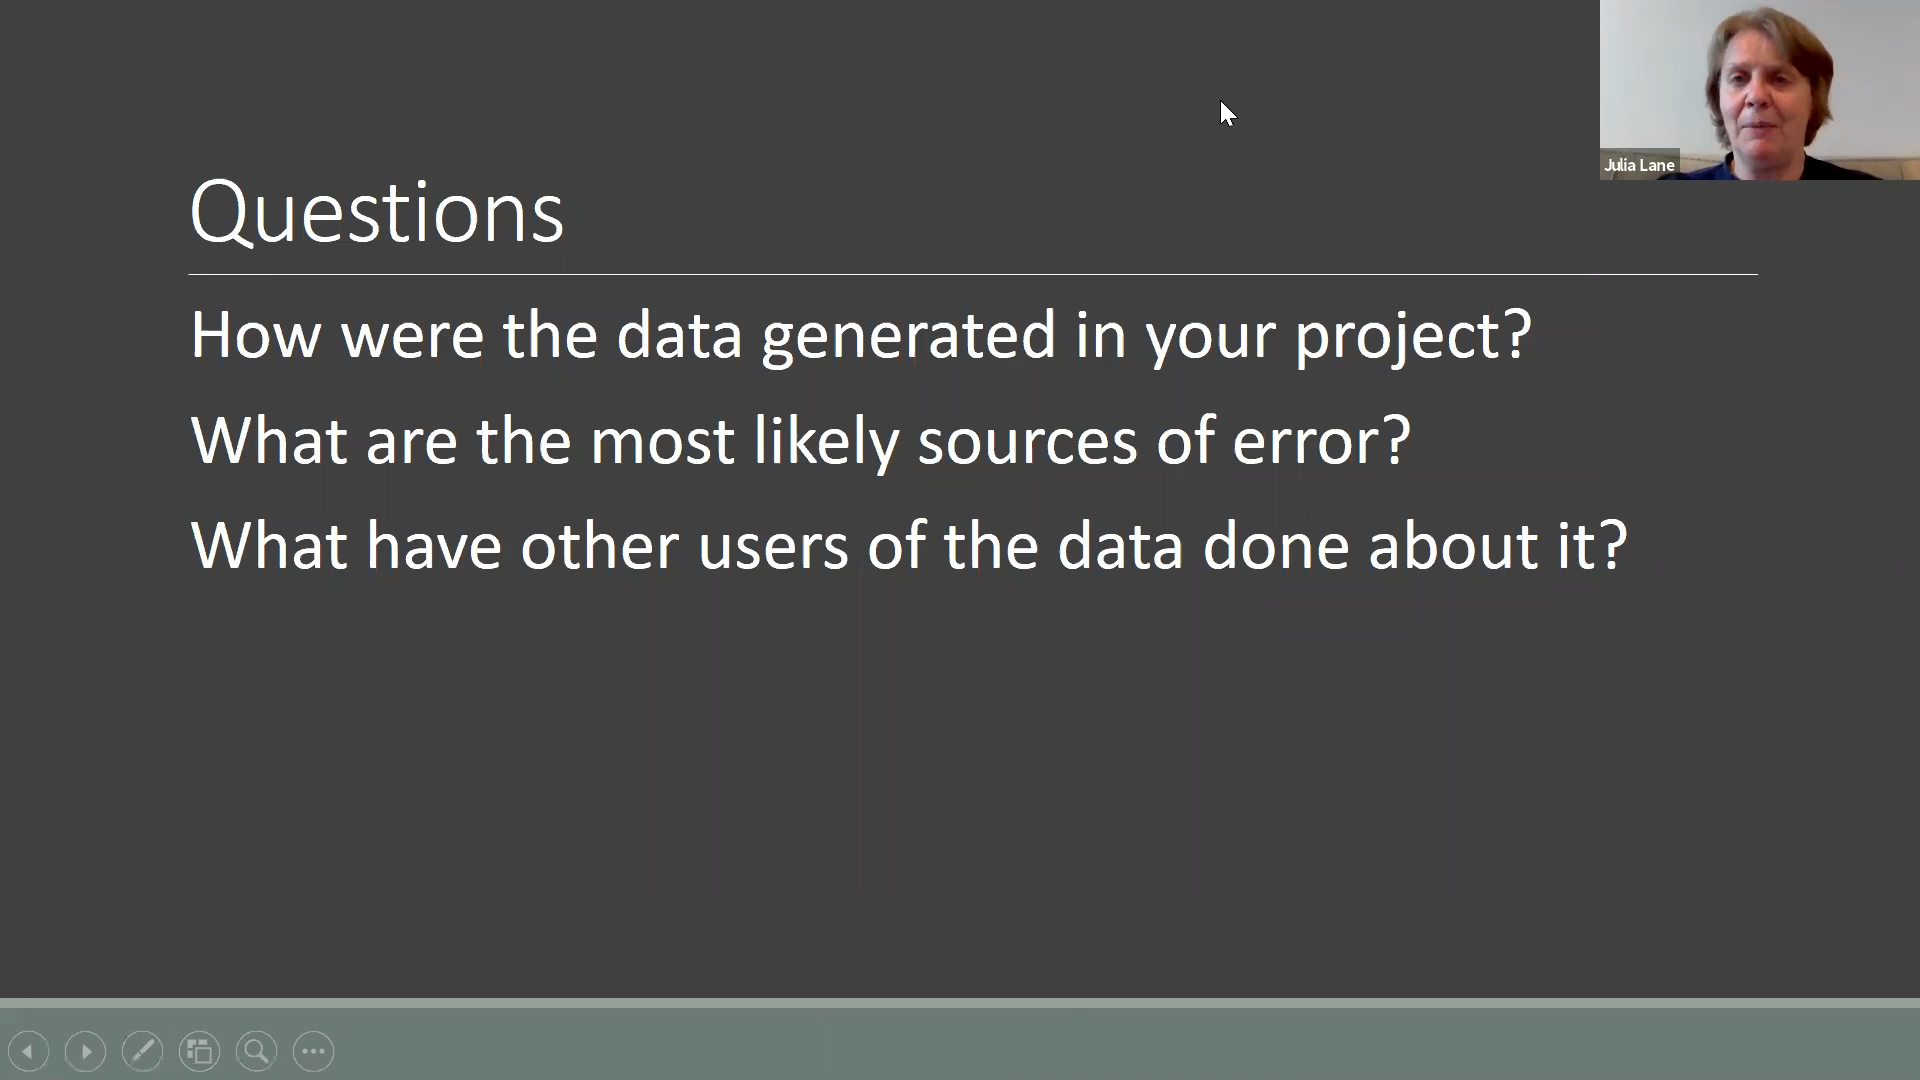 Julia Lane
Questions
How were the data generated in your project?
What are the most likely sources of error?
What have other users of the data done about it?